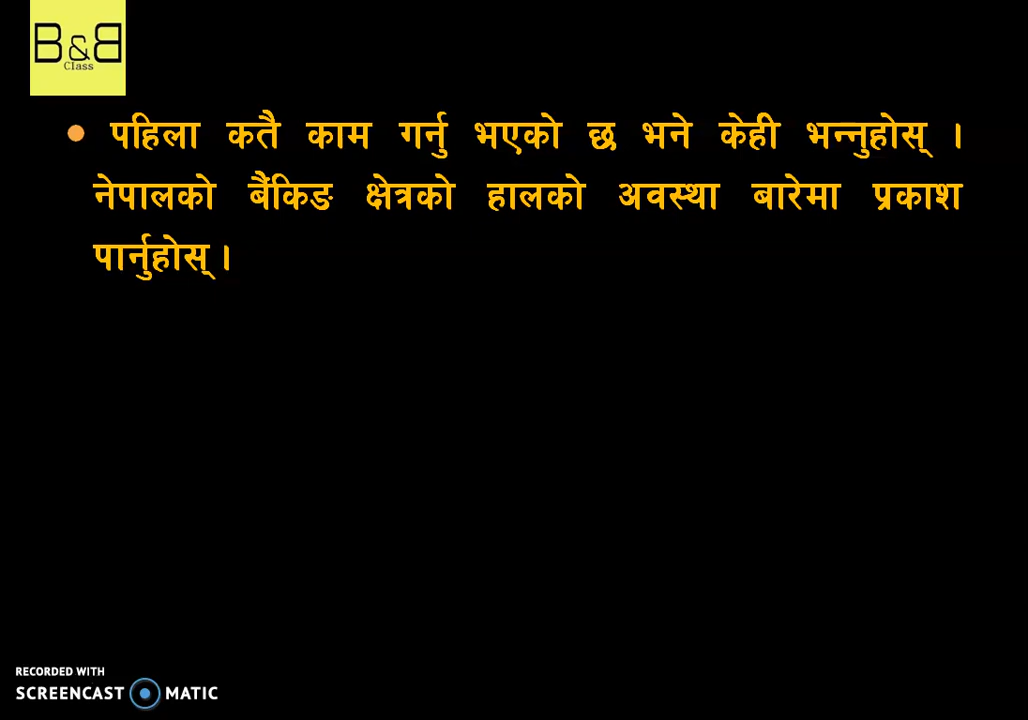 B&B
Class
पहिला कतै काम गर्नु भएको छ भने केही भन्नुहोस् ।
नेपालको बैंकिङ क्षेत्रको हालको अवस्था बारेमा प्रकाश
पार्नुहोस् ।
RECORDED WITH
SCREENCAST MATIC